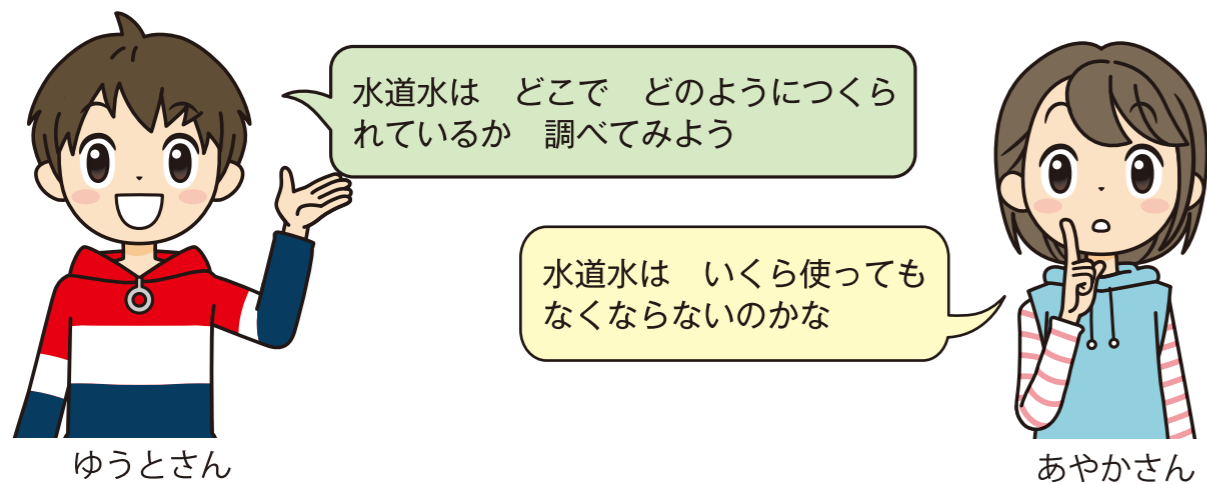 水道水は　どこで　どのようにつくら
れているか　調べてみよう
水道水は　いくら使っても
なくならないのかな
ゆうとさん
あやかさん